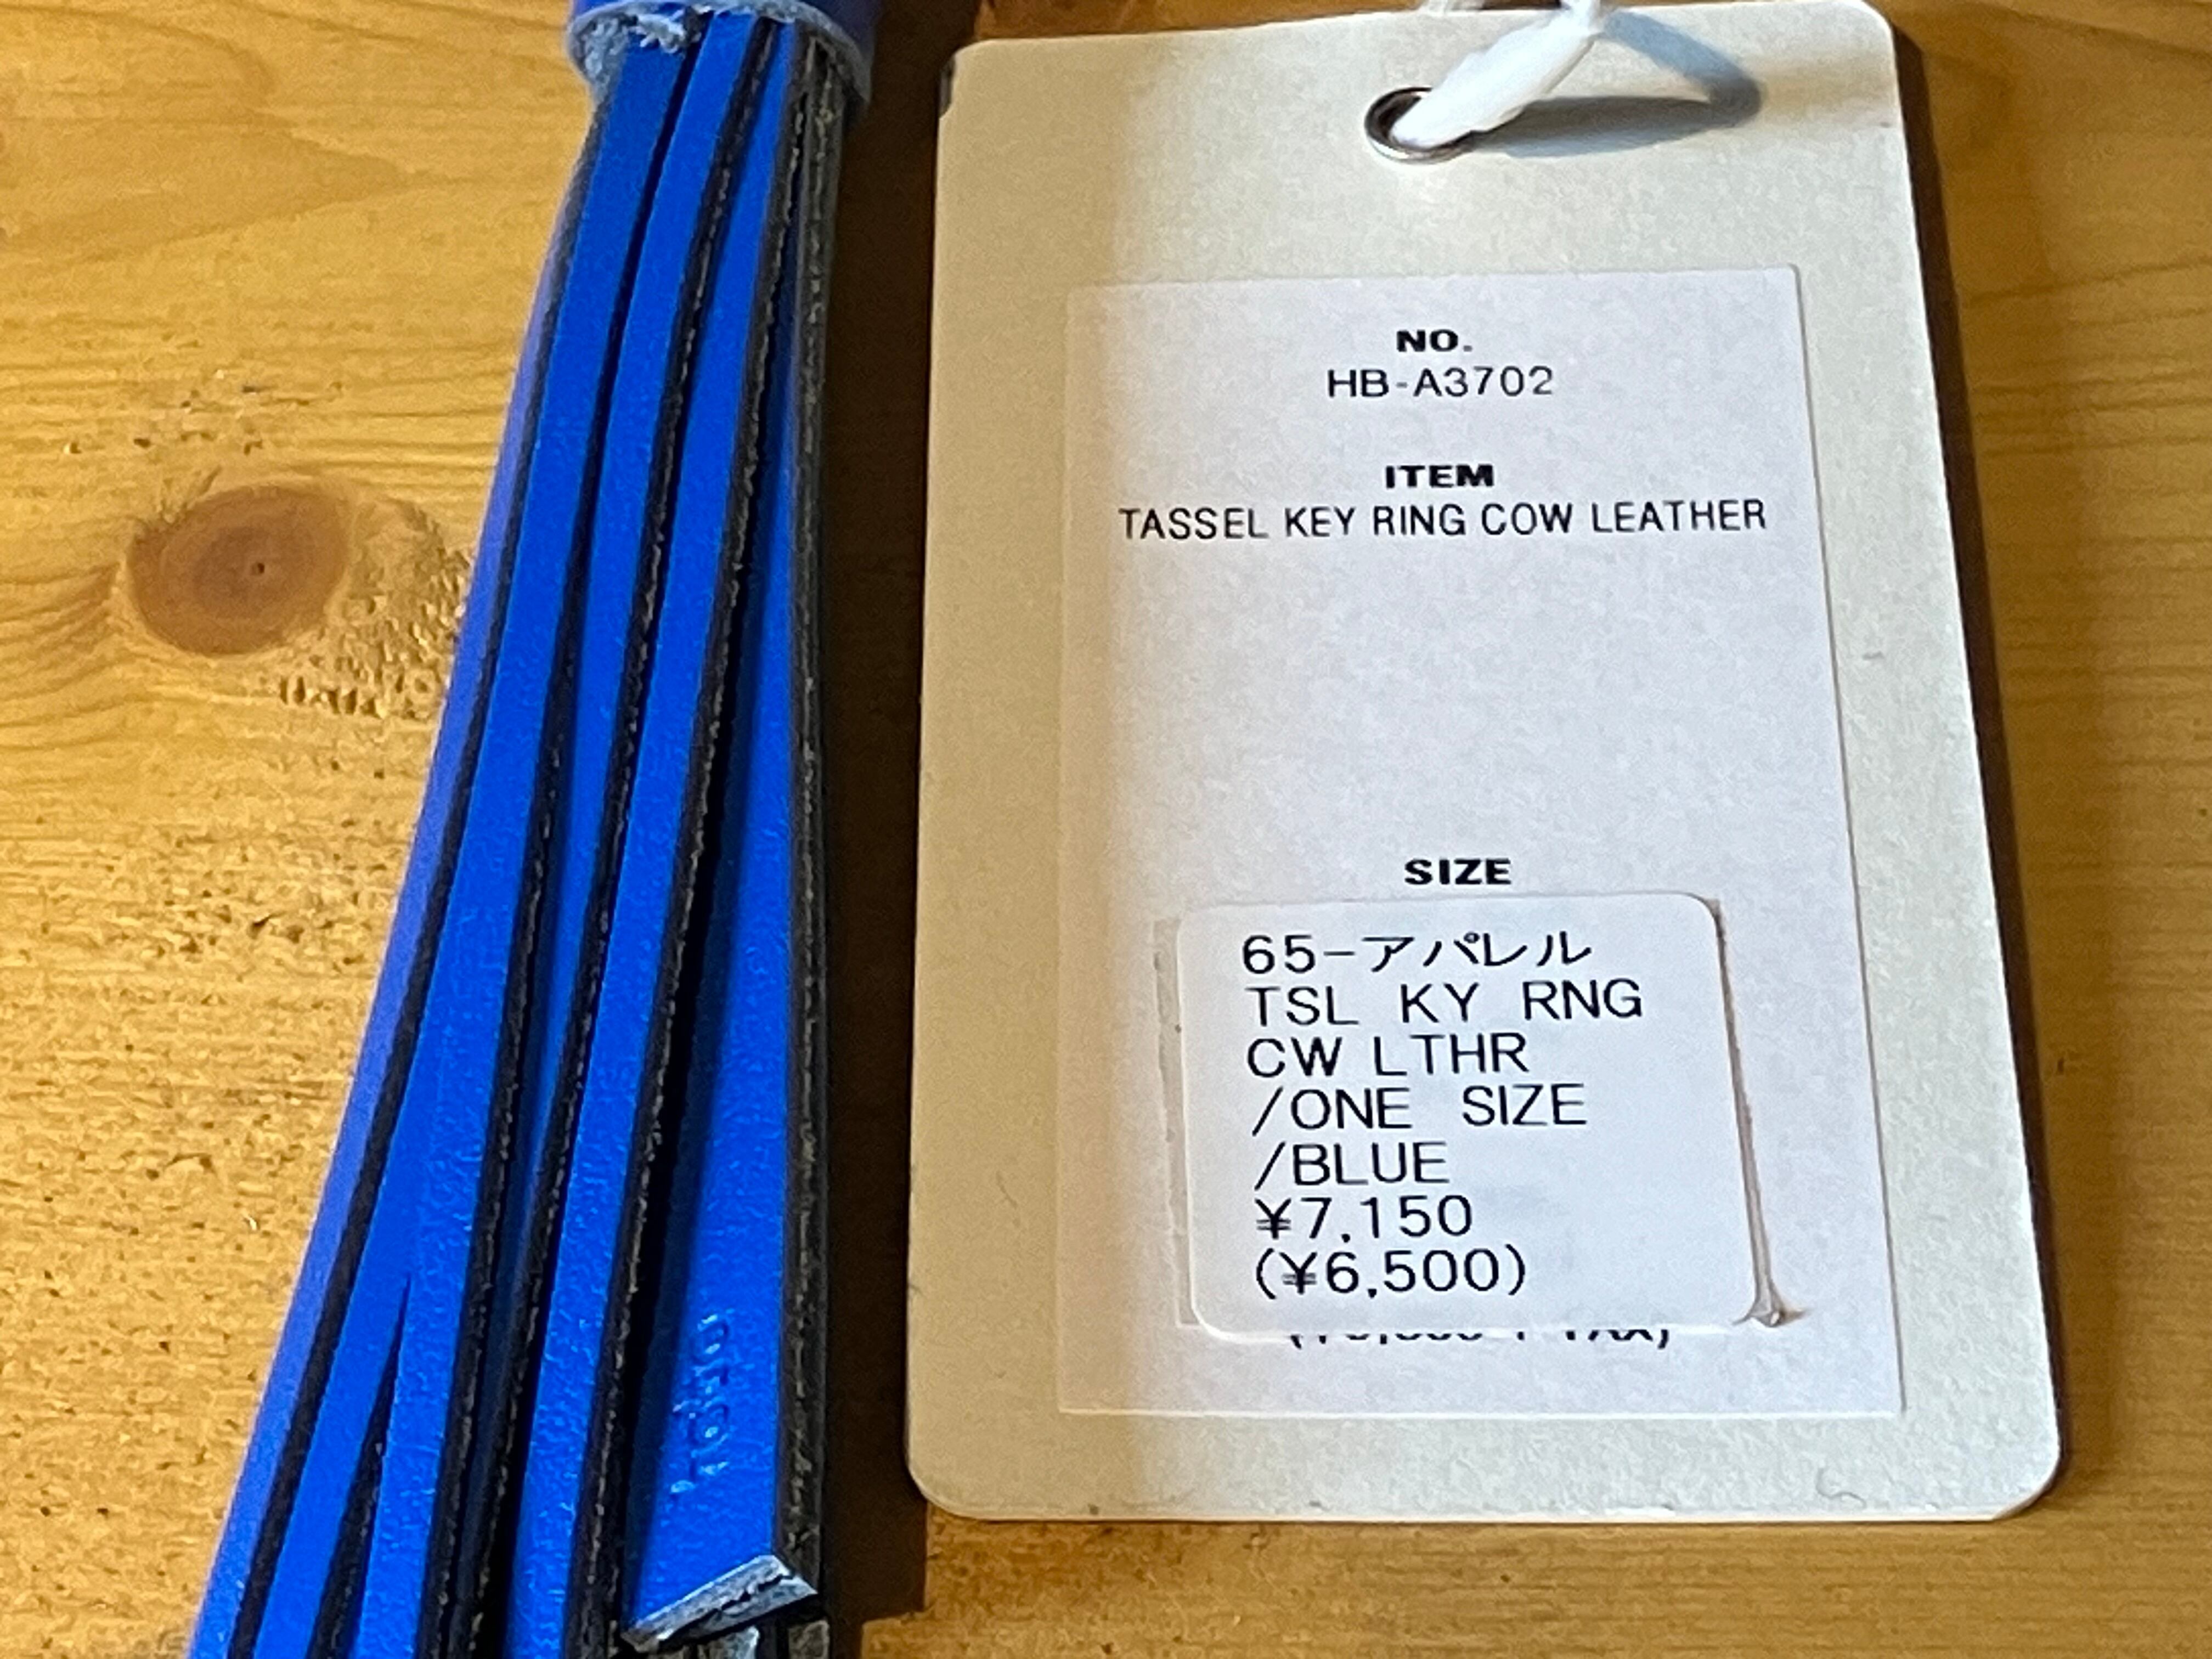 NO.
HB-A3702
ITEM
TASSEL KEY RING COW LEATHER
SIZE
65-アパレル
TSL KY RNG
CW LTHR
/ONE SIZE
/BLUE
¥7,150
(¥6,500)